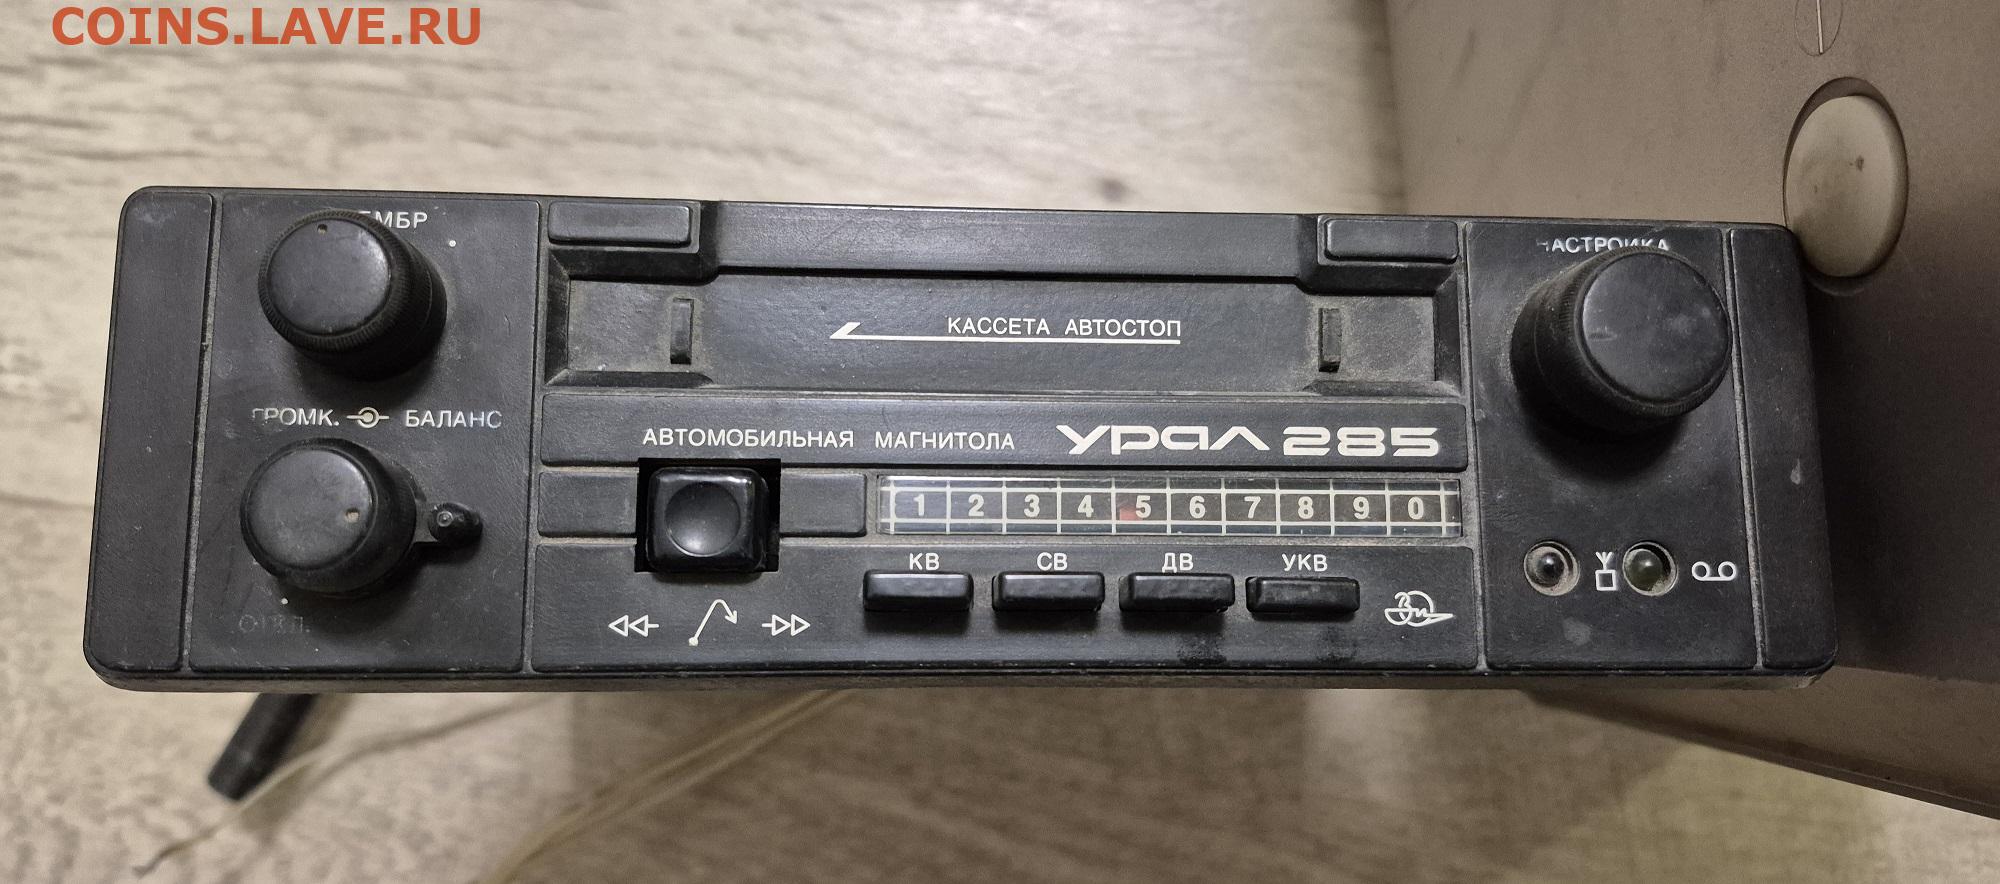 COINS.LAVE.RU
ТЕМБР
НАСТРОЙКА
КАССЕТА АВТОСТОП
ГРОМК. БАЛАНС
АВТОМОБИЛЬНАЯ МАГНИТОЛА УРАЛ 285
1 2 3 4 5 6 7 8 9 0
КВ СВ ДВ УКВ
ОТКЛ.